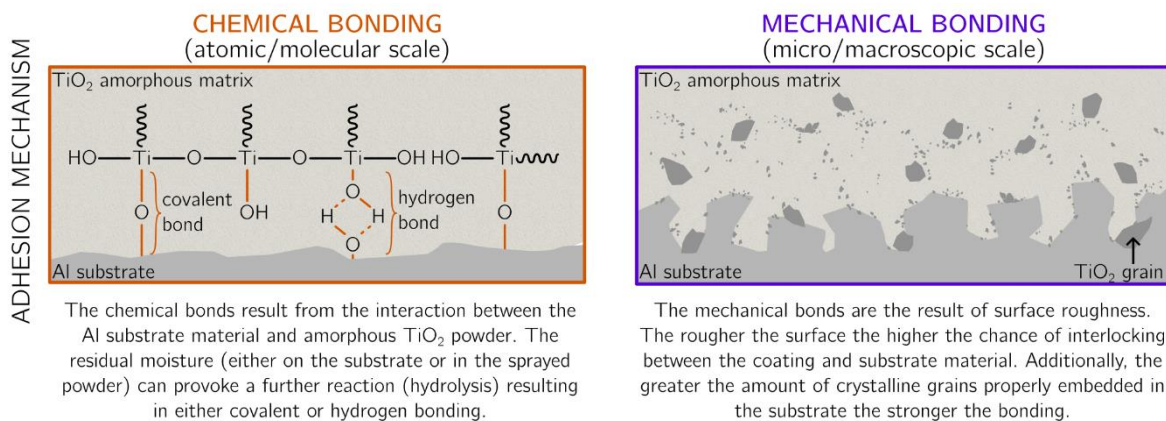 ADHESION MECHANISM
CHEMICAL BONDING
(atomic/molecular scale)
TiO₂ amorphous matrix
HO Ti O Ti O Ti OH HO Ti
covalent
bond
hydrogen
bond
O OH O O
H H
O
Al substrate
The chemical bonds result from the interaction between the
Al substrate material and amorphous TiO₂ powder. The
residual moisture (either on the substrate or in the sprayed
powder) can provoke a further reaction (hydrolysis) resulting
in either covalent or hydrogen bonding.
MECHANICAL BONDING
(micro/macroscopic scale)
TiO₂ amorphous matrix
Al substrate
TiO₂ grain
The mechanical bonds are the result of surface roughness.
The rougher the surface the higher the chance of interlocking
between the coating and substrate material. Additionally, the
greater the amount of crystalline grains properly embedded in
the substrate the stronger the bonding.